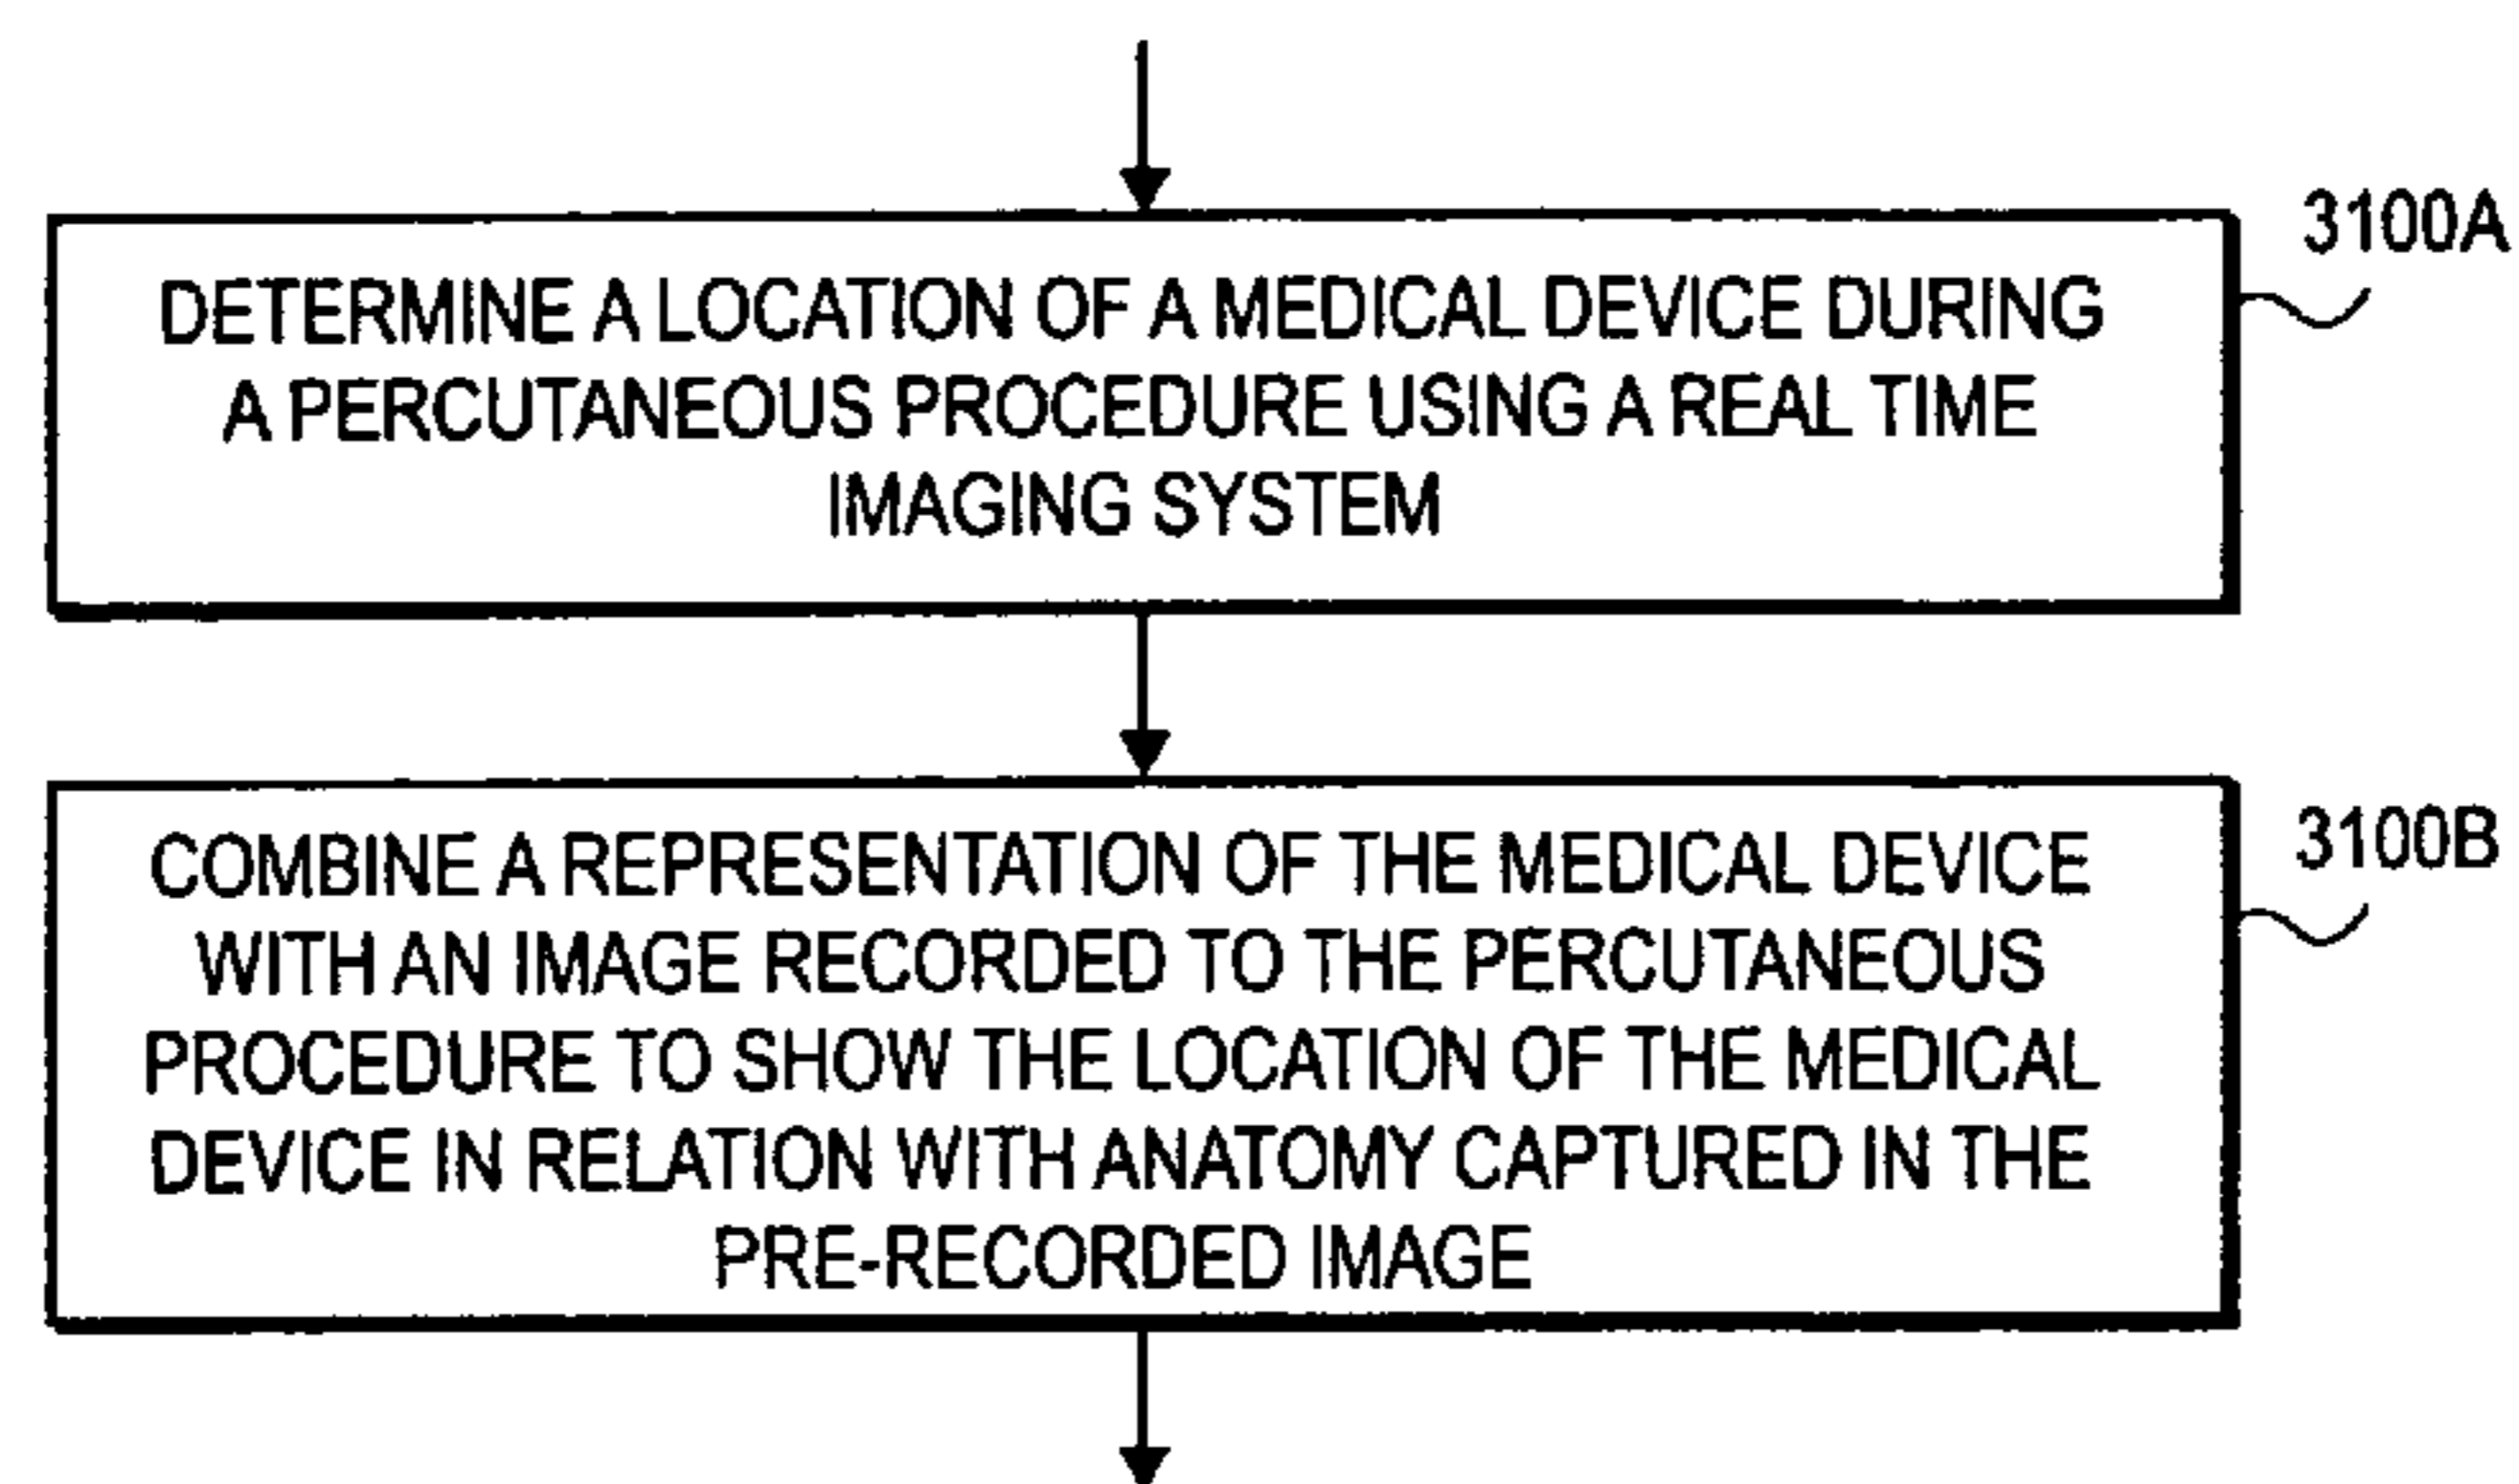 3100A
DETERMINE A LOCATION OF A MEDICAL DEVICE DURING
A PERCUTANEOUS PROCEDURE USING A REAL TIME
IMAGING SYSTEM
3100B
COMBINE A REPRESENTATION OF THE MEDICAL DEVICE
WITH AN IMAGE RECORDED TO THE PERCUTANEOUS
PROCEDURE TO SHOW THE LOCATION OF THE MEDICAL
DEVICE IN RELATION WITH ANATOMY CAPTURED IN THE
PRE-RECORDED IMAGE